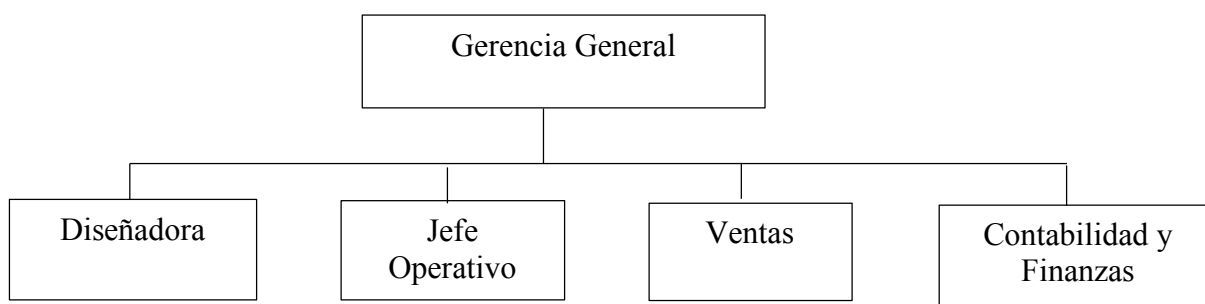 Gerencia General
Diseñadora
Jefe
Operativo
Ventas
Contabilidad y
Finanzas